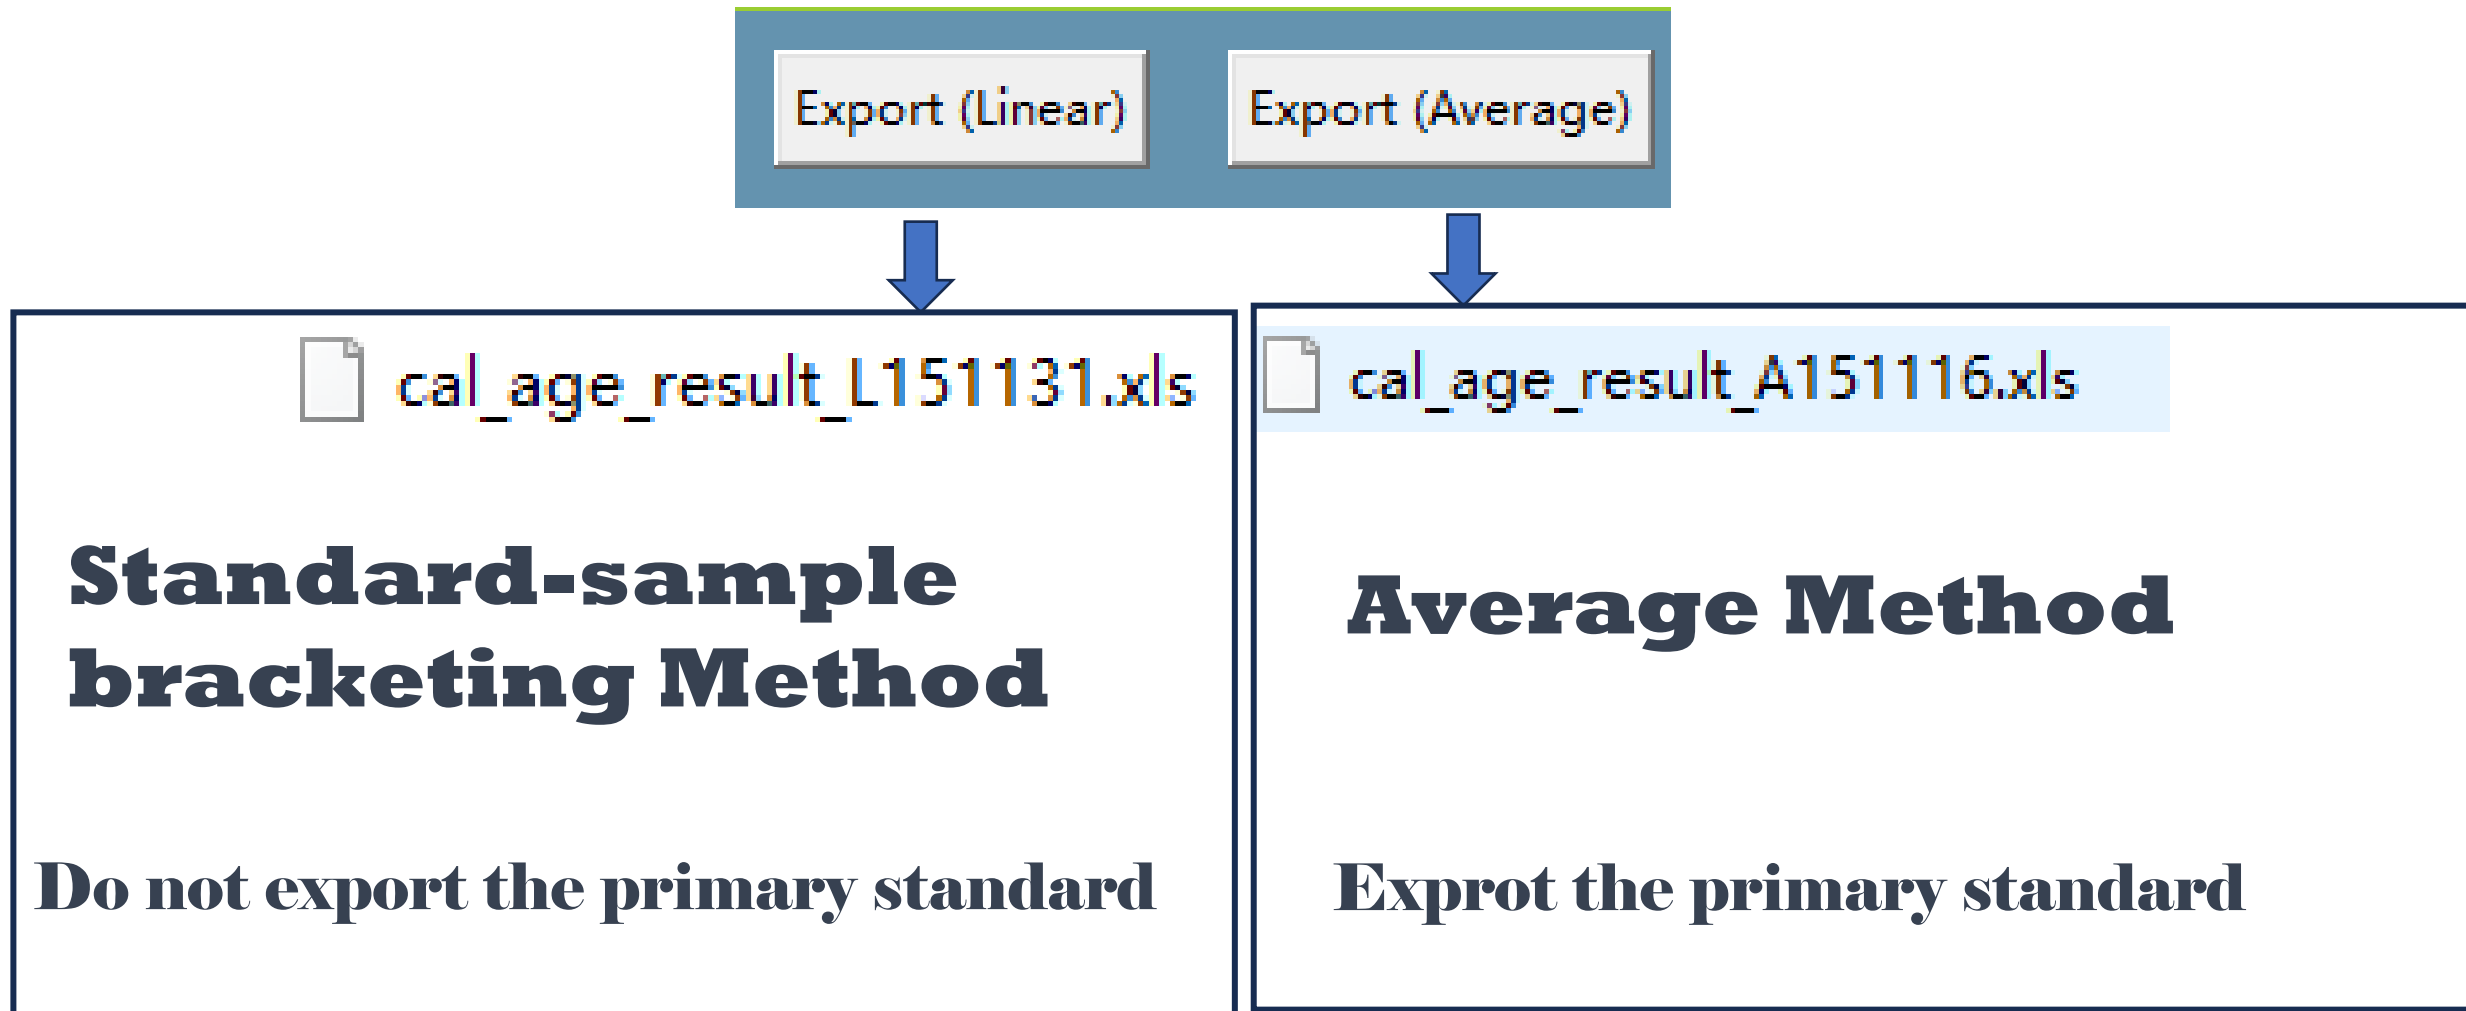 Export (Linear)
Export (Average)
cal_age_result_L151131.xls
Standard-sample
bracketing Method
Do not export the primary standard
cal_age_result_A151116.xls
Average Method
Exprot the primary standard